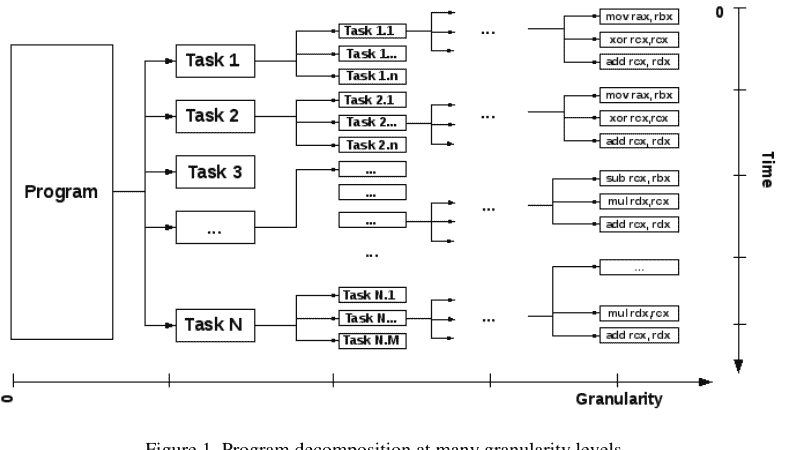 Program
Task 1
Task 2
Task 3
...
Task N
Task 1.1
Task 1...
Task 1.n
Task 2.1
Task 2...
Task 2.n
...
...
...
...
Task N.1
Task N...
Task N.M
...
...
...
...
mov rax, rbx
xor rcx,rcx
add rcx, rdx
mov rax, rbx
xor rcx,rcx
add rcx, rdx
sub rcx, rbx
mul rdx,rcx
add rcx, rdx
...
mul rdx,rcx
add rcx, rdx
0
Time
0
Granularity
Figure 1. Program decomposition at many granularity levels